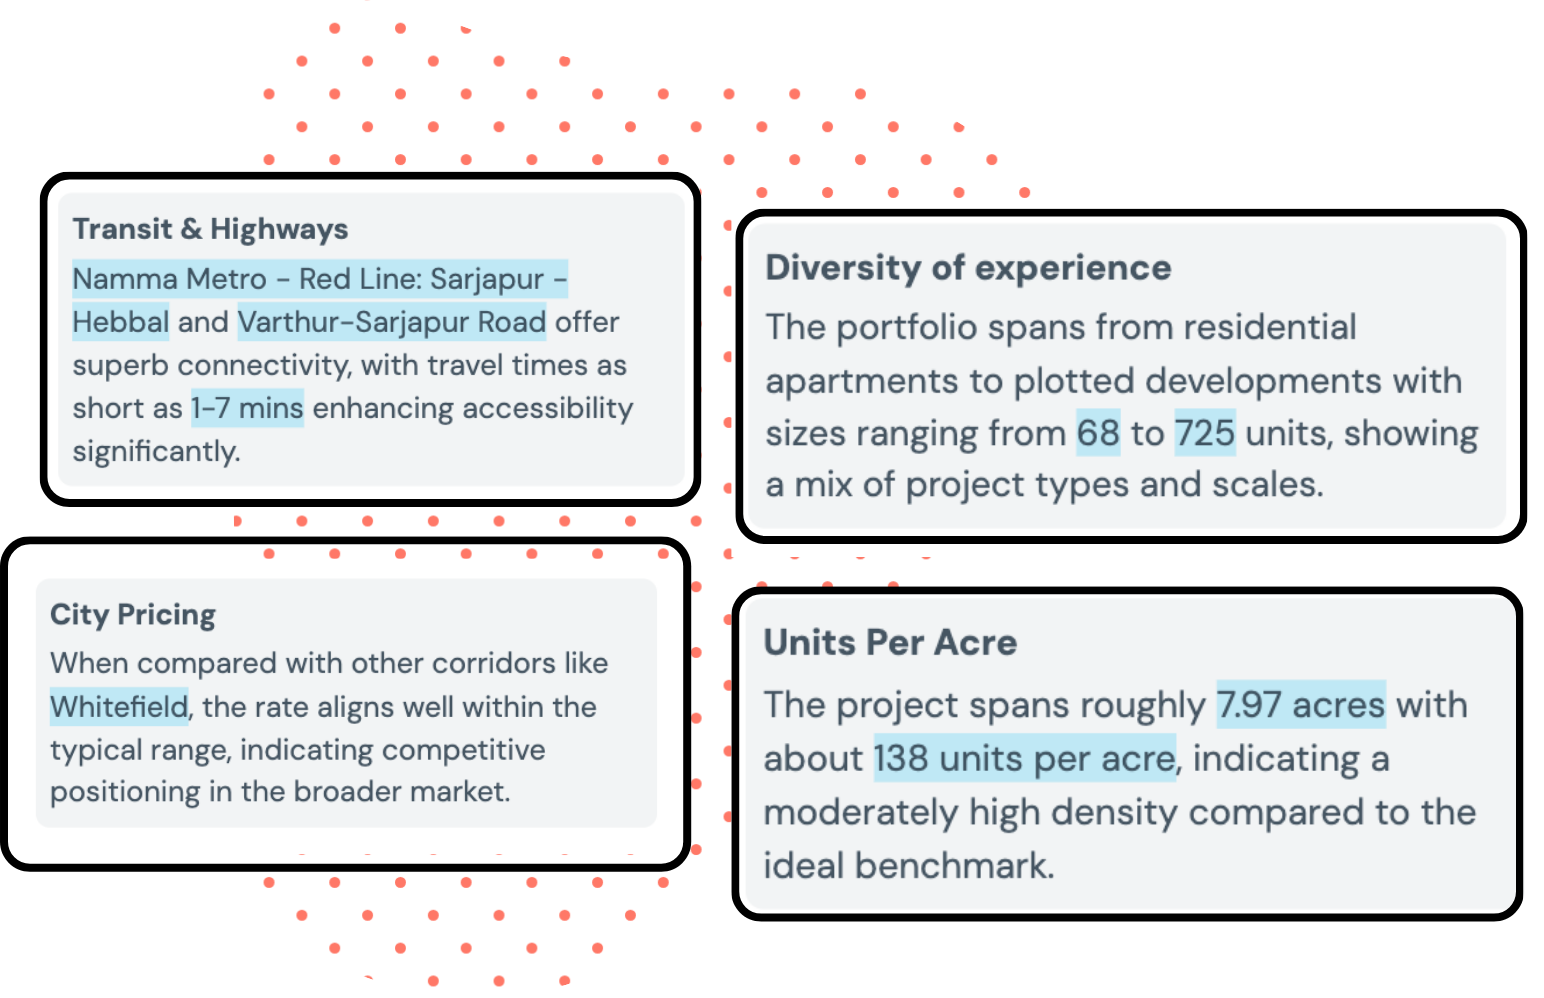 Transit & Highways
Namma Metro - Red Line: Sarjapur -
Hebbal and Varthur-Sarjapur Road offer
superb connectivity, with travel times as
short as 1-7 mins enhancing accessibility
significantly.
Diversity of experience
The portfolio spans from residential
apartments to plotted developments with
sizes ranging from 68 to 725 units, showing
a mix of project types and scales.
City Pricing
When compared with other corridors like
Whitefield, the rate aligns well within the
typical range, indicating competitive
positioning in the broader market.
Units Per Acre
The project spans roughly 7.97 acres with
about 138 units per acre, indicating a
moderately high density compared to the
ideal benchmark.